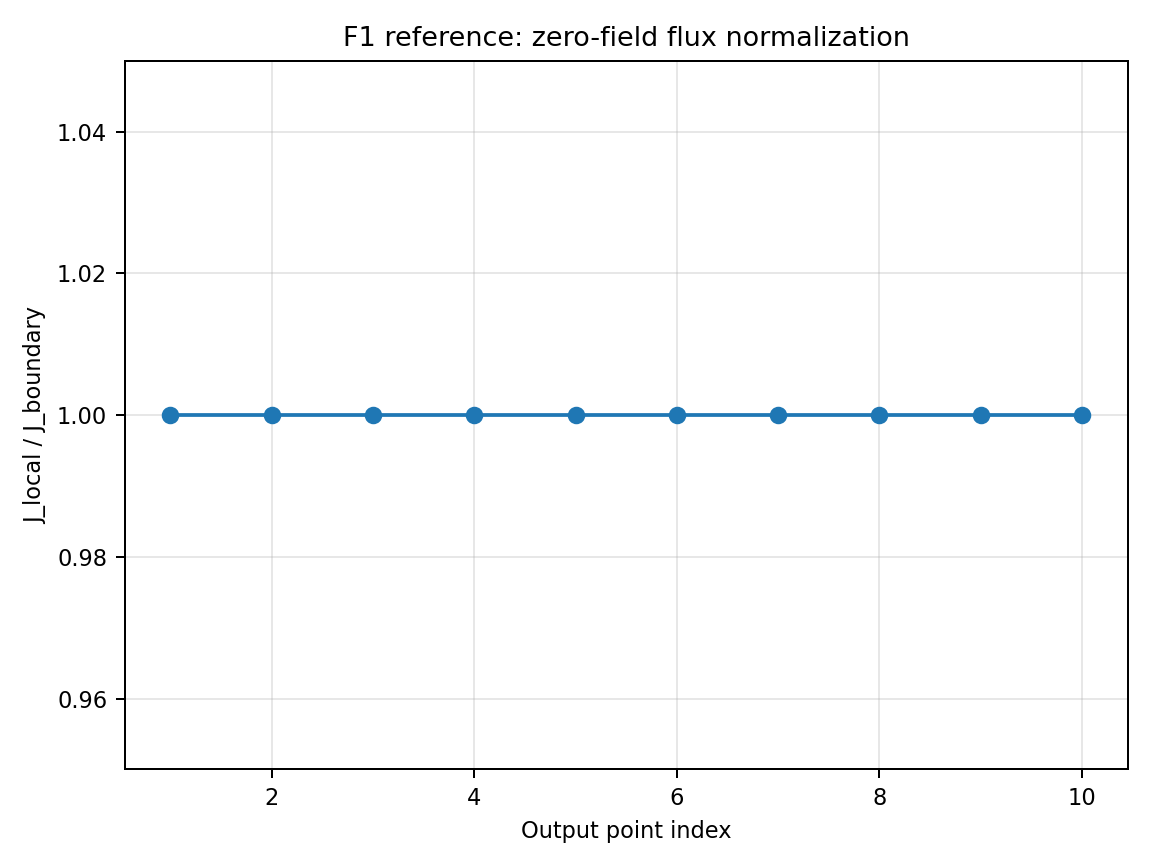 F1 reference: zero-field flux normalization
J_local / J_boundary
1.04
1.02
1.00
0.98
0.96
2 4 6 8 10
Output point index